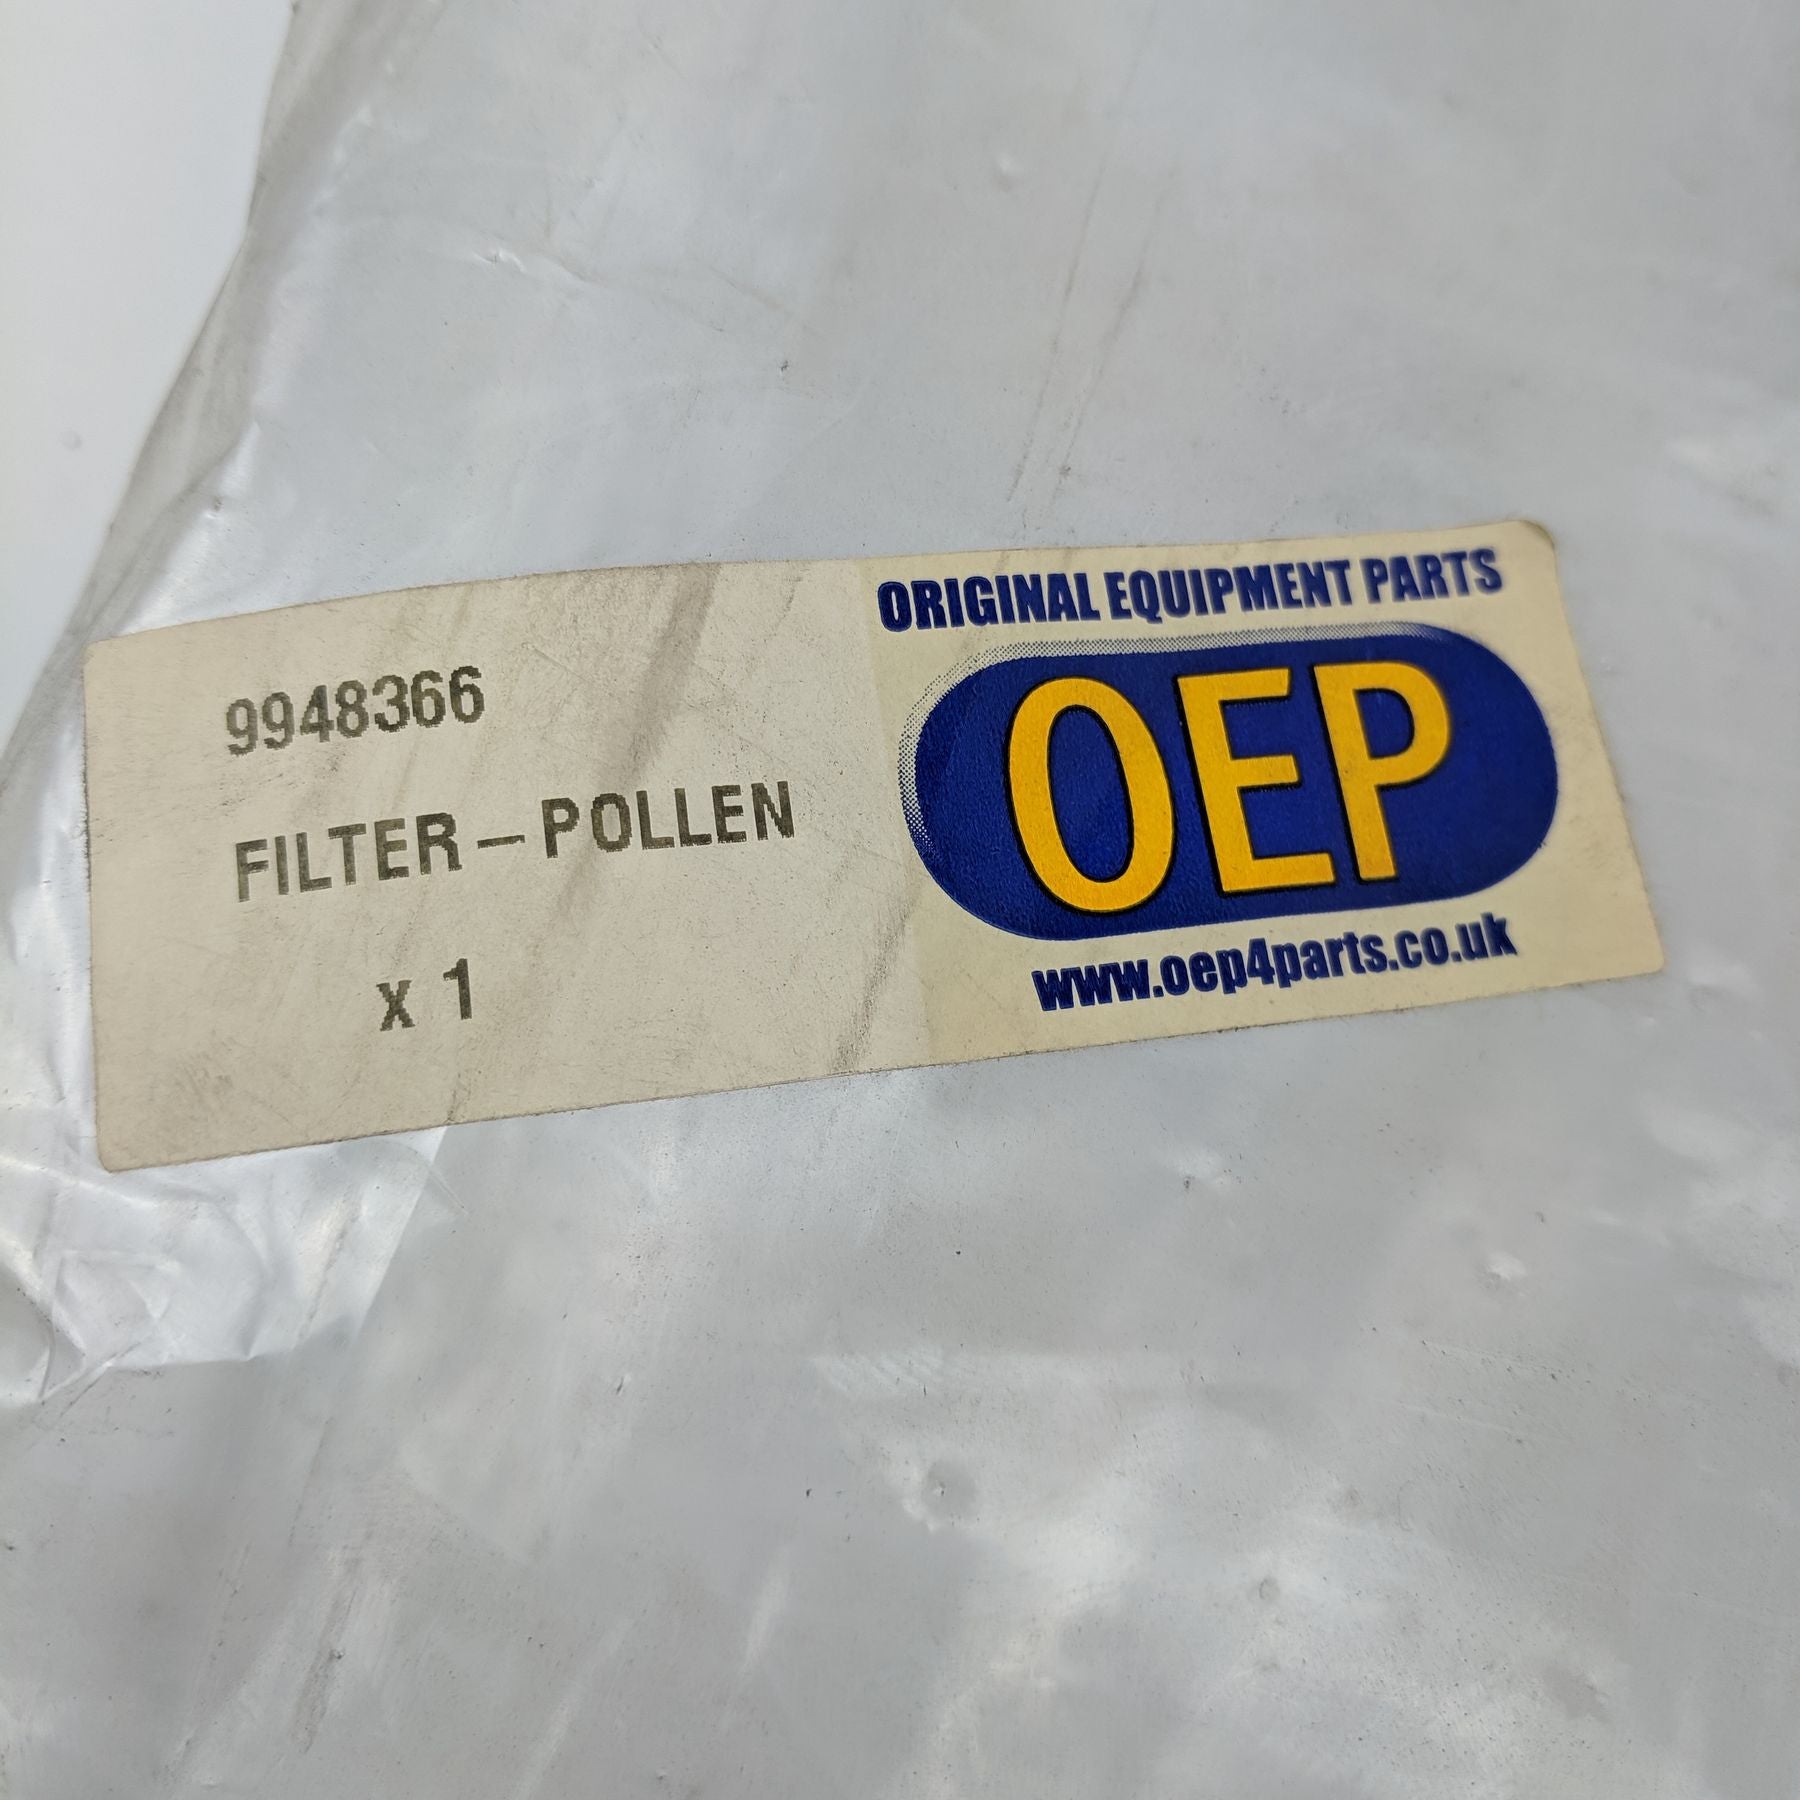 9948366
FILTER-POLLEN
x 1
ORIGINAL EQUIPMENT PARTS
OEP
www.oep4parts.co.uk